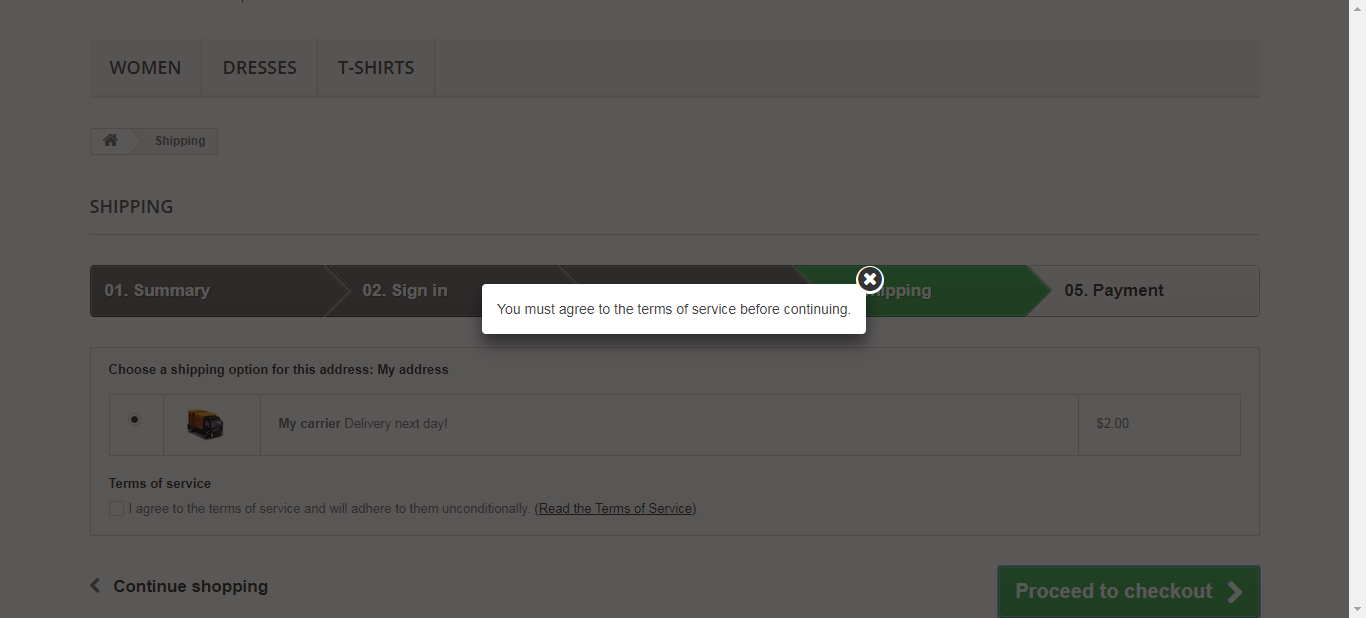 WOMEN DRESSES T-SHIRTS
Shipping
SHIPPING
01. Summary 02. Sign in 05. Payment
You must agree to the terms of service before continuing.
Choose a shipping option for this address: My address
My carrier Delivery next day! $2.00
Terms of service
I agree to the terms of service and will adhere to them unconditionally. (Read the Terms of Service)
Continue shopping Proceed to checkout